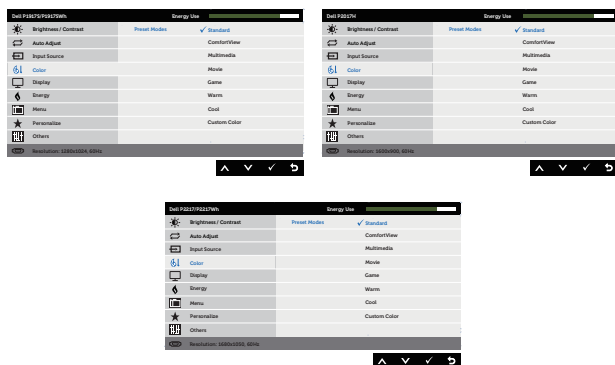 Dell P1917S/P1917SWh Energy Use
Brightness / Contrast Preset Modes ✓ Standard
Auto Adjust ComfortView
Input Source Multimedia
Color Movie
Display Game
Energy Warm
Menu Cool
Personalize Custom Color
Others
Resolution: 1280x1024, 60Hz
Dell P2017H Energy Use
Brightness / Contrast Preset Modes ✓ Standard
Auto Adjust ComfortView
Input Source Multimedia
Color Movie
Display Game
Energy Warm
Menu Cool
Personalize Custom Color
Others
Resolution: 1600x900, 60Hz
Dell P2217/P2217Wh Energy Use
Brightness / Contrast Preset Modes ✓ Standard
Auto Adjust ComfortView
Input Source Multimedia
Color Movie
Display Game
Energy Warm
Menu Cool
Personalize Custom Color
Others
Resolution: 1680x1050, 60Hz